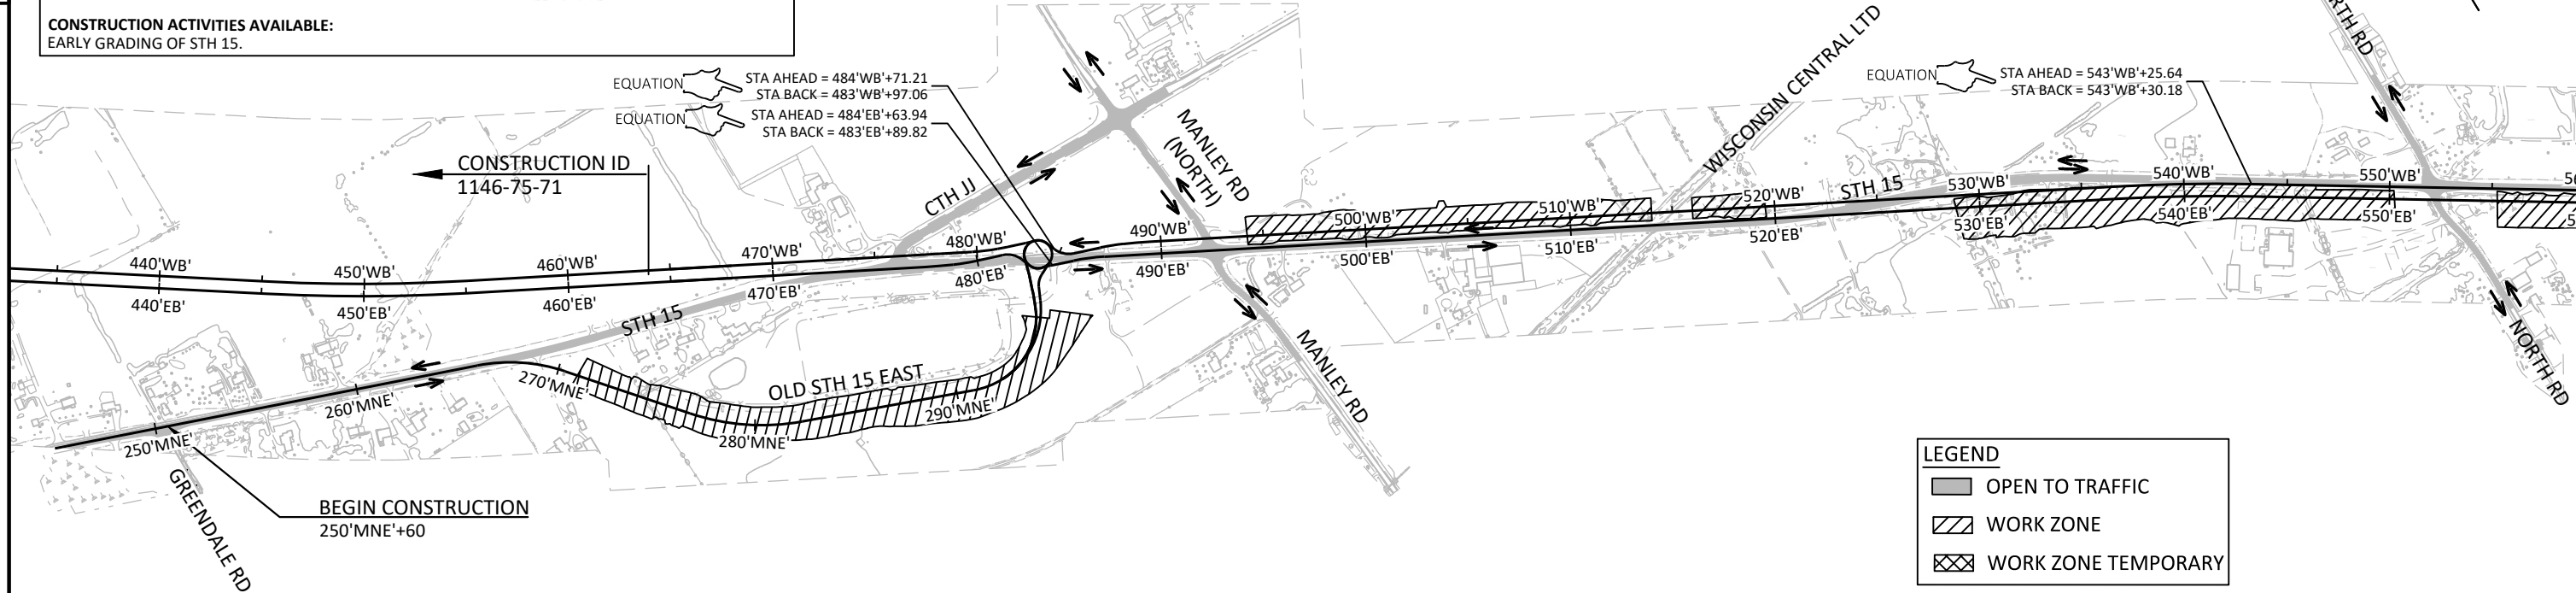 CONSTRUCTION ACTIVITIES AVAILABLE:
EARLY GRADING OF STH 15.
EQUATION
STA AHEAD = 484'WB'+71.21
STA BACK = 483'WB'+97.06
EQUATION
STA AHEAD = 484'EB'+63.94
STA BACK = 483'EB'+89.82
EQUATION
STA AHEAD = 543'WB'+25.64
STA BACK = 543'WB'+30.18
CONSTRUCTION ID
1146-75-71
CTH JJ
MANLEY RD
(NORTH)
WISCONSIN CENTRAL LTD
RTH RD
440'WB'
450'WB'
460'WB'
470'WB'
480'WB'
490'WB'
500'WB'
510'WB'
520'WB'
STH 15
530'WB'
540'WB'
550'WB'
440'EB'
450'EB'
460'EB'
470'EB'
480'EB'
490'EB'
500'EB'
510'EB'
520'EB'
530'EB'
540'EB'
550'EB'
STH 15
OLD STH 15 EAST
250'MNE'
260'MNE'
270'MNE'
280'MNE'
290'MNE'
MANLEY RD
NORTH RD
GREENDALE RD
BEGIN CONSTRUCTION
250'MNE'+60
LEGEND
OPEN TO TRAFFIC
WORK ZONE
WORK ZONE TEMPORARY